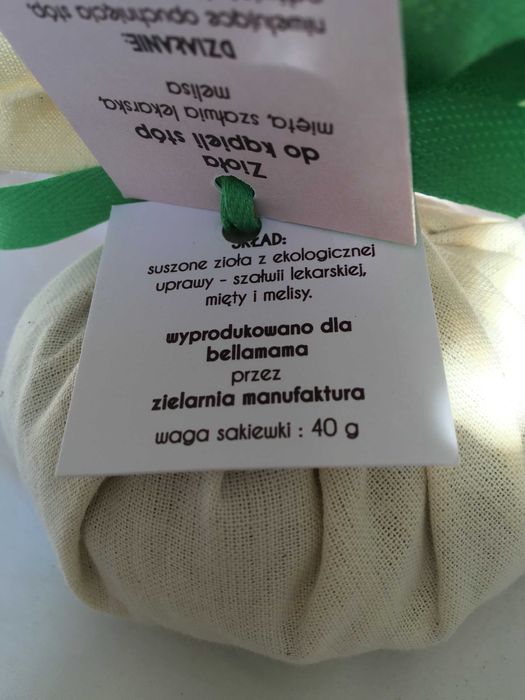 Zioła
do kąpieli stóp
mięta, szałwia lekarska,
melisa
DZIAŁANIE:
niwelujące opuchnięcia stóp,
SKŁAD:
suszone zioła z ekologicznej
uprawy - szałwii lekarskiej,
mięty i melisy.
wyprodukowano dla
bellamama
przez
zielarnia manufaktura
waga sakiewki : 40 g